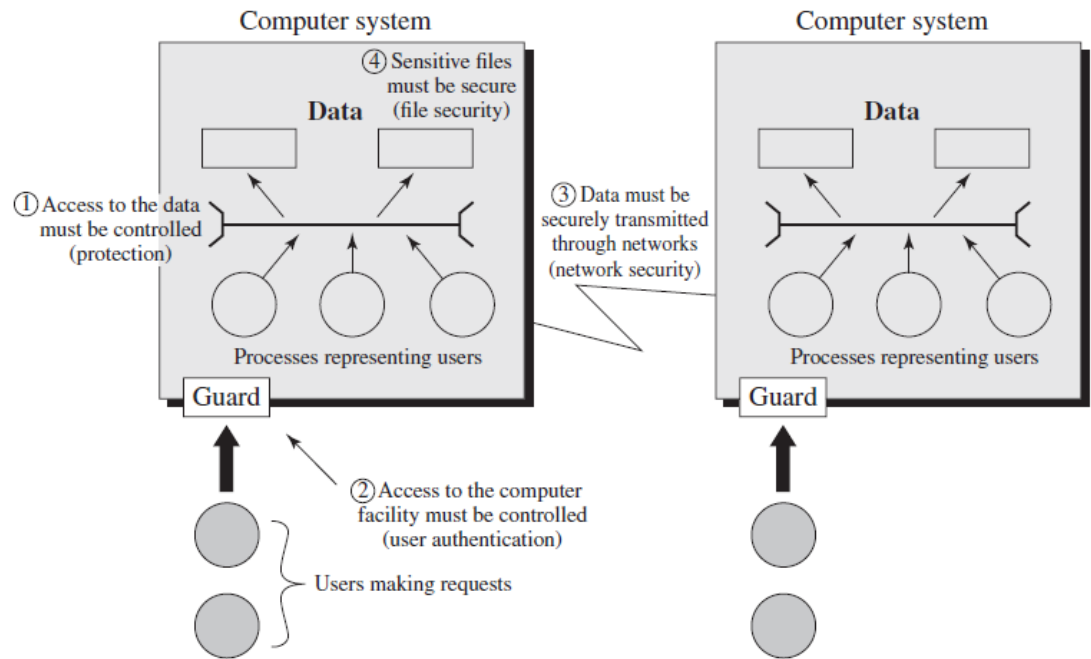 Computer system
④ Sensitive files
must be secure
(file security)
Data
① Access to the data
must be controlled
(protection)
Processes representing users
Guard
② Access to the computer
facility must be controlled
(user authentication)
Users making requests
③ Data must be
securely transmitted
through networks
(network security)
Computer system
Data
Processes representing users
Guard